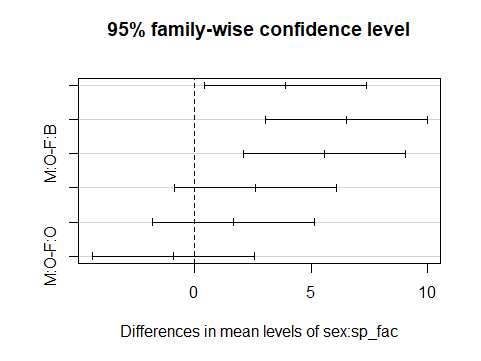 95% family-wise confidence level
M:O-F:B
M:O-F:O
0 5 10
Differences in mean levels of sex:sp_fac